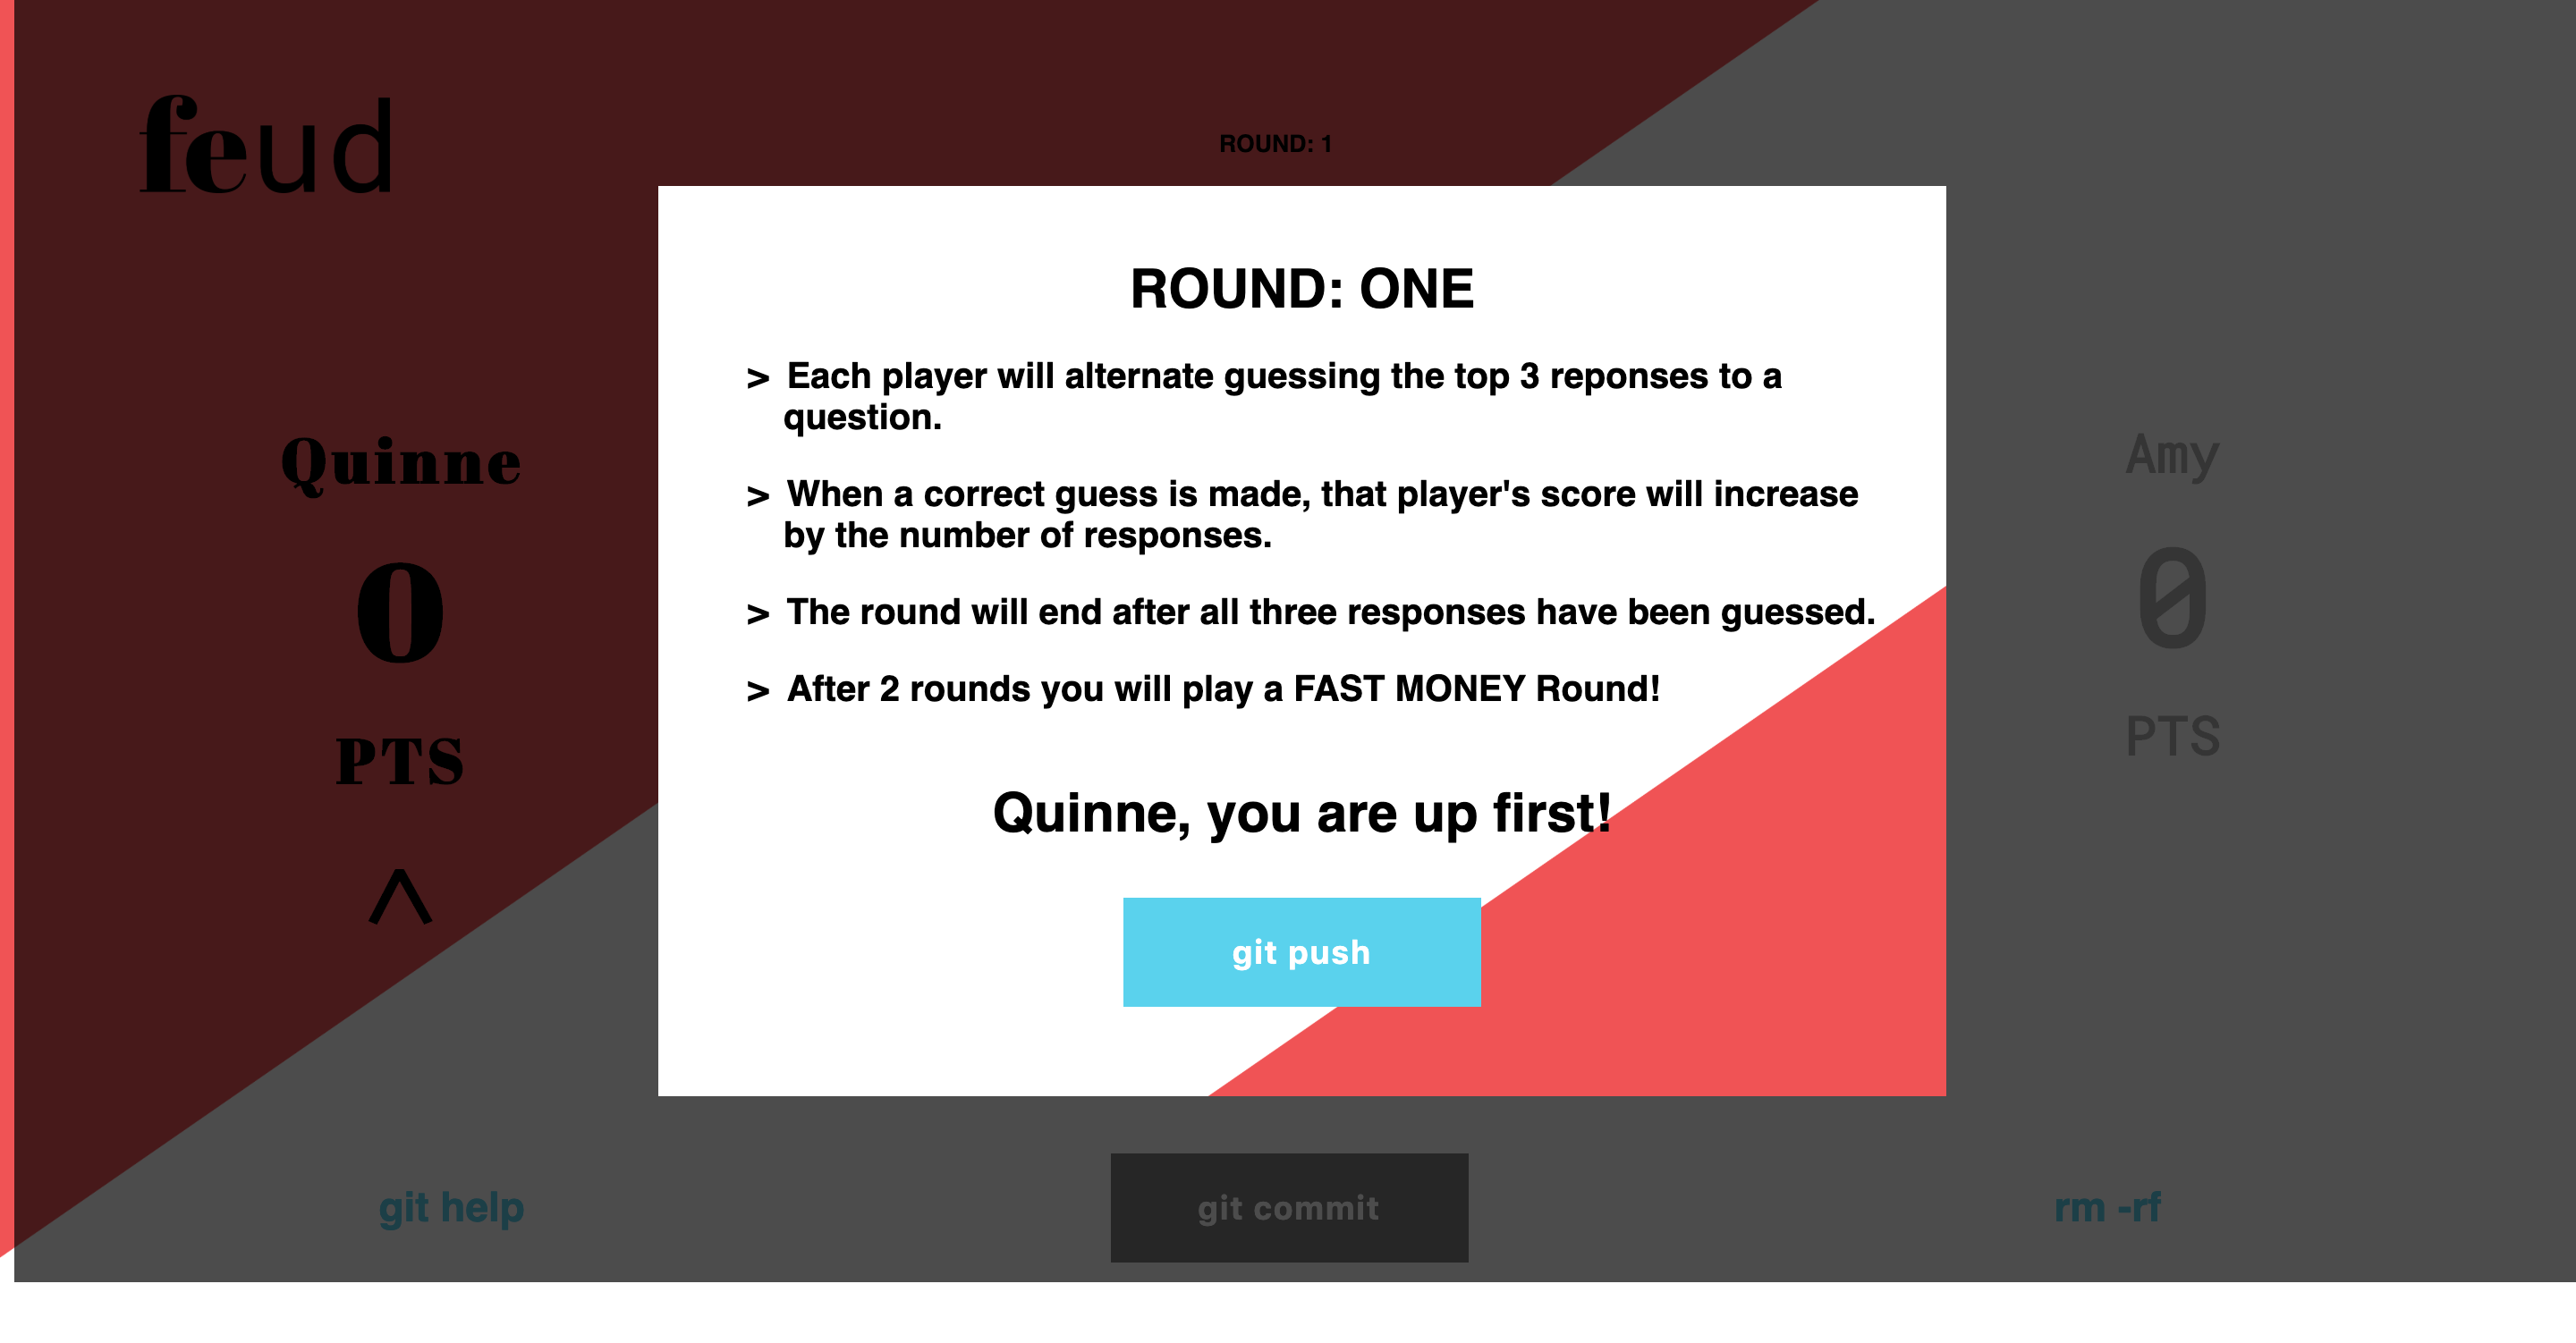 feud
ROUND: 1
ROUND: ONE
> Each player will alternate guessing the top 3 reponses to a
question.
> When a correct guess is made, that player's score will increase
by the number of responses.
> The round will end after all three responses have been guessed.
> After 2 rounds you will play a FAST MONEY Round!
Quinne, you are up first!
git push
Quinne
0
PTS
^
Amy
0
PTS
git help
git commit
rm -rf